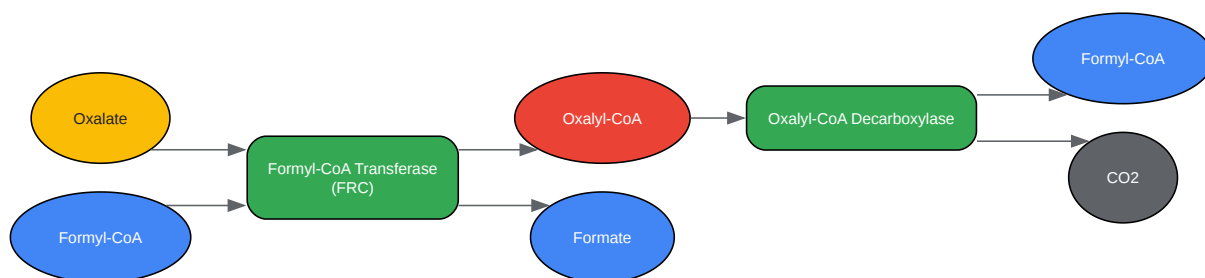 Oxalate
Formyl-CoA
Formyl-CoA Transferase
(FRC)
Oxalyl-CoA
Formate
Oxalyl-CoA Decarboxylase
Formyl-CoA
CO2